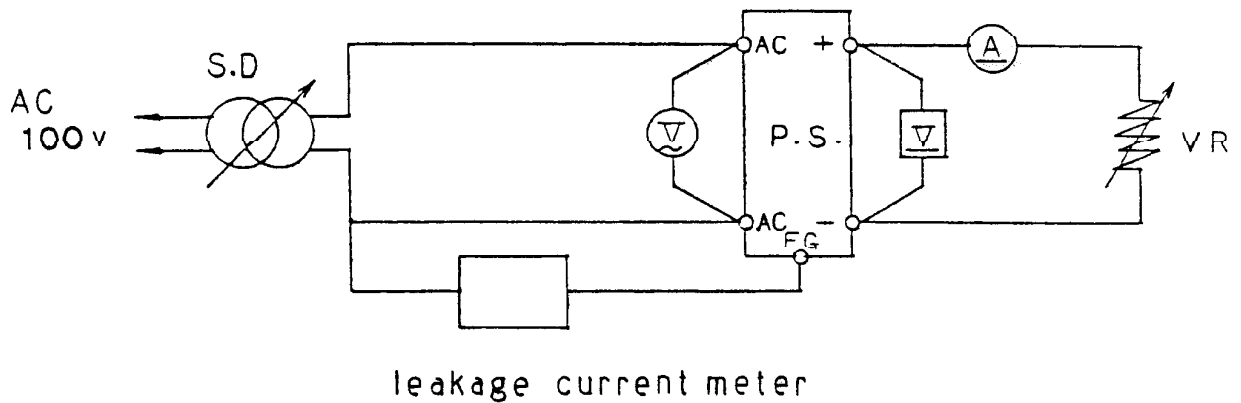 S.D
AC
100v
AC +
A
V
P.S.
V
VR
AC -
FG
leakage current meter